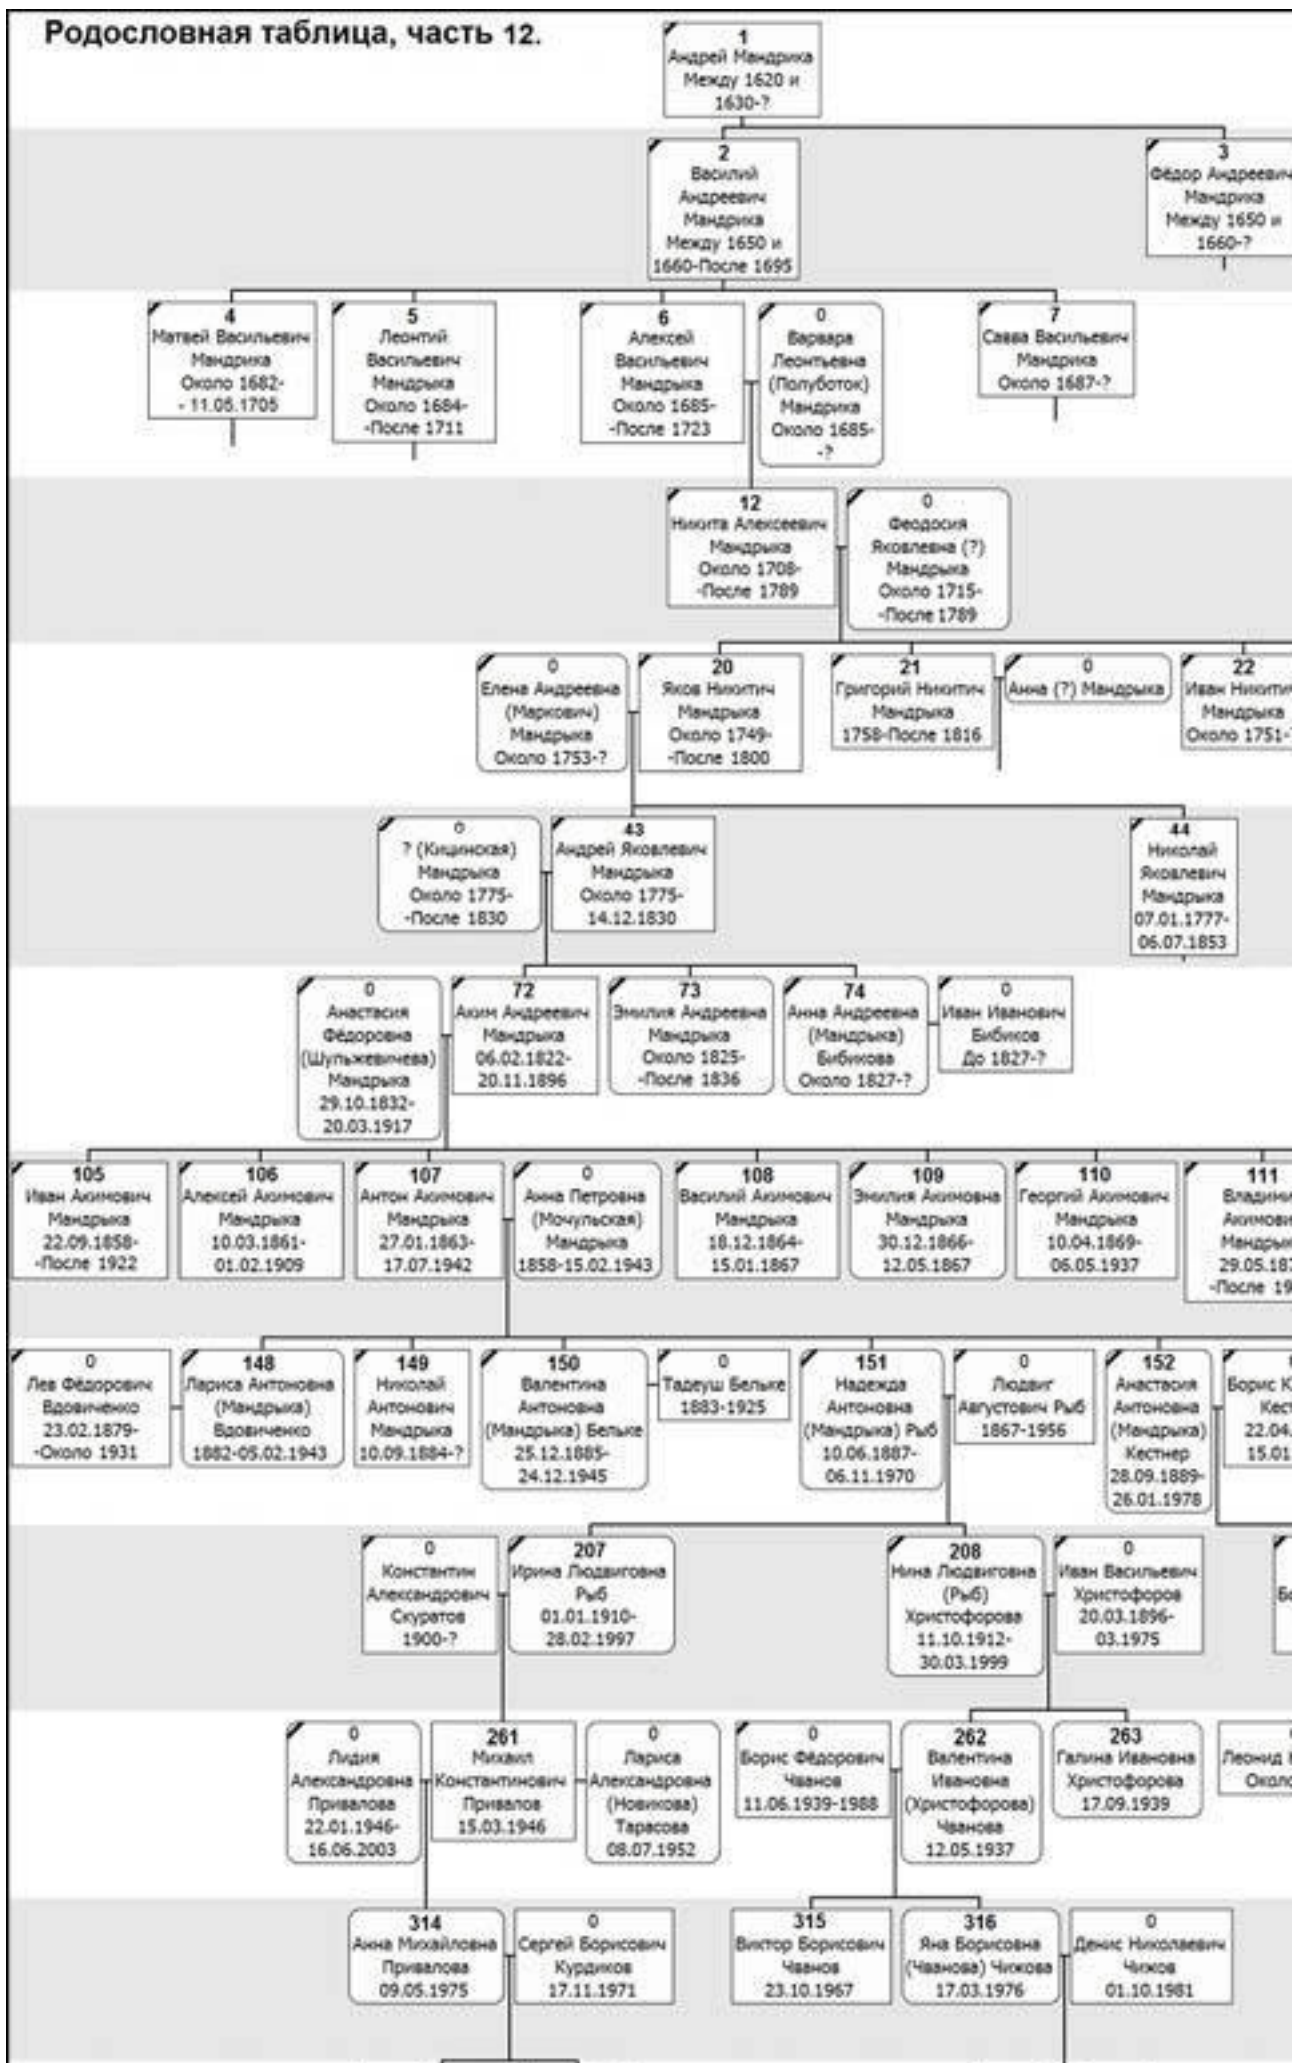 Родословная таблица, часть 12.
1
Андрей Мандрика
Между 1620 и
1630-?
2
Василий
Андреевич
Мандрика
Между 1650 и
1660-После 1695
3
Фёдор Андреевич
Мандрика
Между 1650 и
1660-?
4
Матвей Васильевич
Мандрика
Около 1682-
- 11.05.1705
5
Леонтий
Васильевич
Мандрыка
Около 1684-
-После 1711
6
Алексей
Васильевич
Мандрыка
Около 1685-
-После 1723
0
Варвара
Леонтьевна
(Полуботок)
Мандрика
Около 1685-
-?
7
Савва Васильевич
Мандрика
Около 1687-?
12
Никита Алексеевич
Мандрыка
Около 1708-
-После 1789
0
Феодосия
Яковлевна (?)
Мандрыка
Около 1715-
-После 1789
0
Елена Андреевна
(Маркович)
Мандрыка
Около 1753-?
20
Яков Никитич
Мандрыка
Около 1749-
-После 1800
21
Григорий Никитич
Мандрыка
1758-После 1816
0
Анна (?) Мандрыка
22
Иван Никити
Мандрыка
Около 1751-
0
? (Кицинская)
Мандрыка
Около 1775-
-После 1830
43
Андрей Яковлевич
Мандрыка
Около 1775-
14.12.1830
44
Николай
Яковлевич
Мандрыка
07.01.1777-
06.07.1853
0
Анастасия
Фёдоровна
(Шульжевичева)
Мандрыка
29.10.1832-
20.03.1917
72
Аким Андреевич
Мандрыка
06.02.1822-
20.11.1896
73
Эмилия Андреевна
Мандрыка
Около 1825-
-После 1836
74
Анна Андреевна
(Мандрыка)
Бибикова
Около 1827-?
0
Иван Иванович
Бибиков
До 1827-?
105
Иван Акимович
Мандрыка
22.09.1858-
-После 1922
106
Алексей Акимович
Мандрыка
10.03.1861-
01.02.1909
107
Антон Акимович
Мандрыка
27.01.1863-
17.07.1942
0
Анна Петровна
(Мочульская)
Мандрыка
1858-15.02.1943
108
Василий Акимович
Мандрыка
18.12.1864-
15.01.1867
109
Эмилия Акимовна
Мандрыка
30.12.1866-
12.05.1867
110
Георгий Акимович
Мандрыка
10.04.1869-
06.05.1937
111
Владими
Акимови
Мандрык
29.05.18
-После 19
0
Лев Фёдорович
Вдовиченко
23.02.1879-
-Около 1931
148
Лариса Антоновна
(Мандрыка)
Вдовиченко
1882-05.02.1943
149
Николай
Антонович
Мандрыка
10.09.1884-?
150
Валентина
Антоновна
(Мандрыка) Бельке
25.12.1885-
24.12.1945
0
Тадеуш Бельке
1883-1925
151
Надежда
Антоновна
(Мандрыка) Рыб
10.06.1887-
06.11.1970
0
Людвиг
Августович Рыб
1867-1956
152
Анастасия
Антоновна
(Мандрыка)
Кестнер
28.09.1889-
26.01.1978
Борис К
Кест
22.04.
15.01
0
Константин
Александрович
Скуратов
1900-?
207
Ирина Людвиговна
Рыб
01.01.1910-
28.02.1997
208
Нина Людвиговна
(Рыб)
Христофорова
11.10.1912-
30.03.1999
0
Иван Васильевич
Христофоров
20.03.1896-
03.1975
0
Лидия
Александровна
Привалова
22.01.1946-
16.06.2003
261
Михаил
Константинович
Привалов
15.03.1946
0
Лариса
Александровна
(Новикова)
Тарасова
08.07.1952
0
Борис Фёдорович
Чванов
11.06.1939-1988
262
Валентина
Ивановна
(Христофорова)
Чванова
12.05.1937
263
Галина Ивановна
Христофорова
17.09.1939
Леонид
Около
314
Анна Михайловна
Привалова
09.05.1975
0
Сергей Борисович
Курдиков
17.11.1971
315
Виктор Борисович
Чванов
23.10.1967
316
Яна Борисовна
(Чванова) Чижова
17.03.1976
0
Денис Николаевич
Чижов
01.10.1981